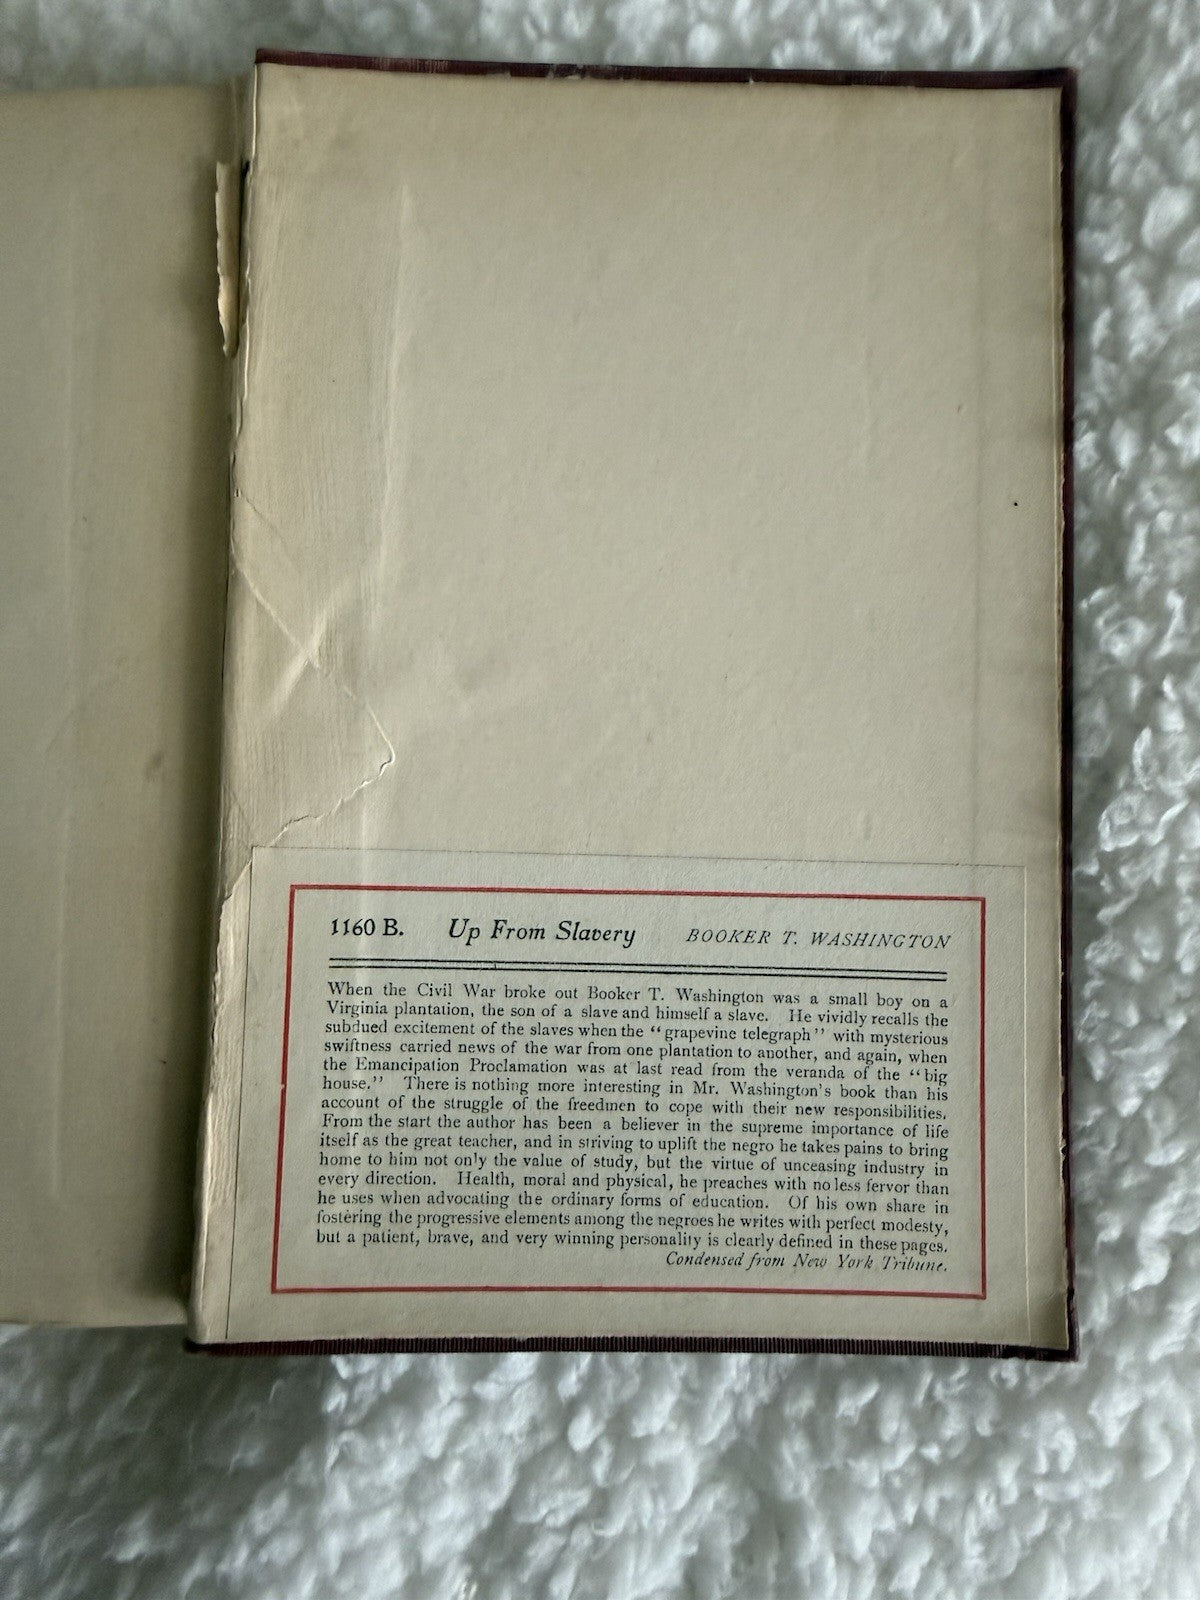 1160 B. Up From Slavery BOOKER T. WASHINGTON
When the Civil War broke out Booker T. Washington was a small boy on a
Virginia plantation, the son of a slave and himself a slave. He vividly recalls the
subdued excitement of the slaves when the “grapevine telegraph” with mysterious
swiftness carried news of the war from one plantation to another, and again, when
the Emancipation Proclamation was at last read from the veranda of the “big
house.” There is nothing more interesting in Mr. Washington's book than his
account of the struggle of the freedmen to cope with their new responsibilities.
From the start the author has been a believer in the supreme importance of life
itself as the great teacher, and in striving to uplift the negro he takes pains to bring
home to him not only the value of study, but the virtue of unceasing industry in
every direction. Health, moral and physical, he preaches with no less fervor than
he uses when advocating the ordinary forms of education. Of his own share in
fostering the progressive elements among the negroes he writes with perfect modesty,
but a patient, brave, and very winning personality is clearly defined in these pages.
Condensed from New York Tribune.